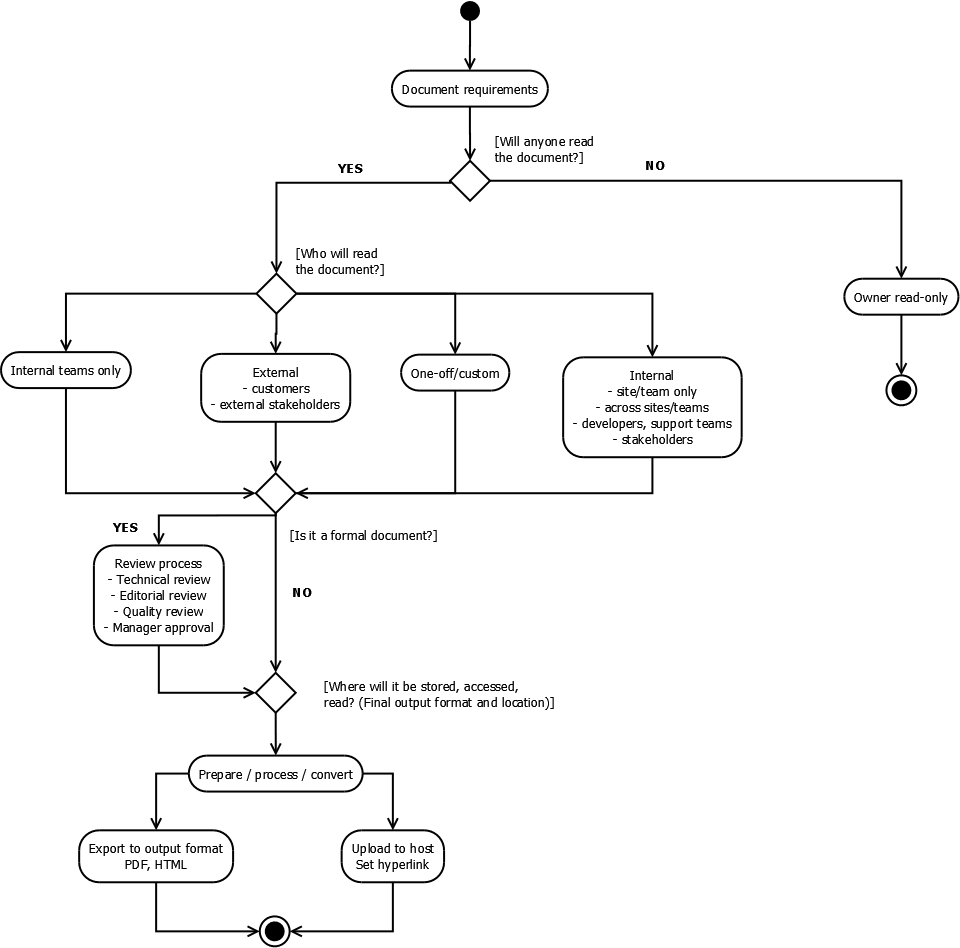 Document requirements
[Will anyone read
the document?]
YES
NO
[Who will read
the document?]
Owner read-only
Internal teams only
External
- customers
- external stakeholders
One-off/custom
Internal
- site/team only
- across sites/teams
- developers, support teams
- stakeholders
YES
[Is it a formal document?]
Review process
- Technical review
- Editorial review
- Quality review
- Manager approval
NO
[Where will it be stored, accessed,
read? (Final output format and location)]
Prepare / process / convert
Export to output format
PDF, HTML
Upload to host
Set hyperlink